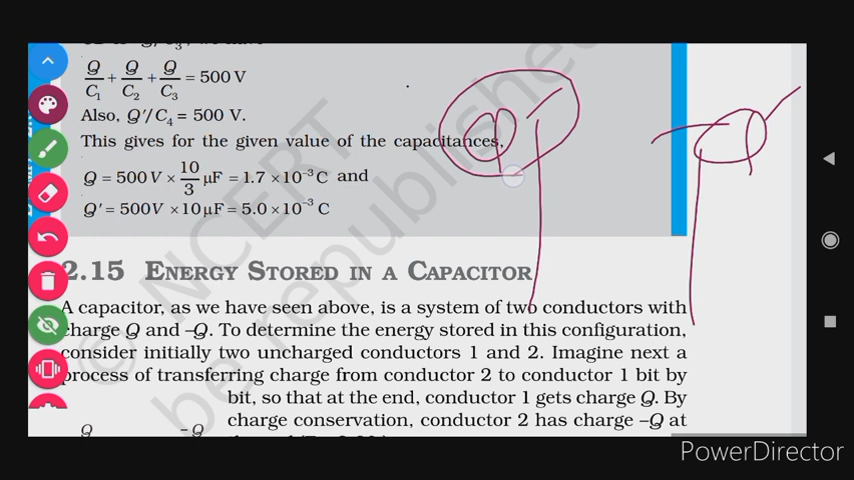 Q/C₁ + Q/C₂ + Q/C₃ = 500 V
Also, Q′/C₄ = 500 V.
This gives for the given value of the capacitances,
Q = 500 V × 10/3 μF = 1.7 × 10⁻³ C and
Q′ = 500V × 10 μF = 5.0 × 10⁻³ C
2.15 ENERGY STORED IN A CAPACITOR
A capacitor, as we have seen above, is a system of two conductors with
charge Q and –Q. To determine the energy stored in this configuration,
consider initially two uncharged conductors 1 and 2. Imagine next a
process of transferring charge from conductor 2 to conductor 1 bit by
bit, so that at the end, conductor 1 gets charge Q. By
charge conservation, conductor 2 has charge –Q at
Q –Q
© NCERT
be republished
PowerDirector